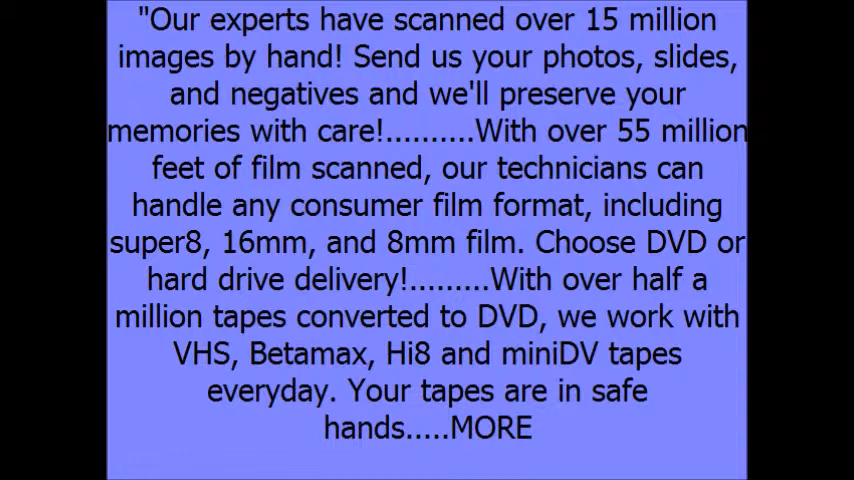 "Our experts have scanned over 15 million
images by hand! Send us your photos, slides,
and negatives and we'll preserve your
memories with care!..........With over 55 million
feet of film scanned, our technicians can
handle any consumer film format, including
super8, 16mm, and 8mm film. Choose DVD or
hard drive delivery!.........With over half a
million tapes converted to DVD, we work with
VHS, Betamax, Hi8 and miniDV tapes
everyday. Your tapes are in safe
hands.....MORE